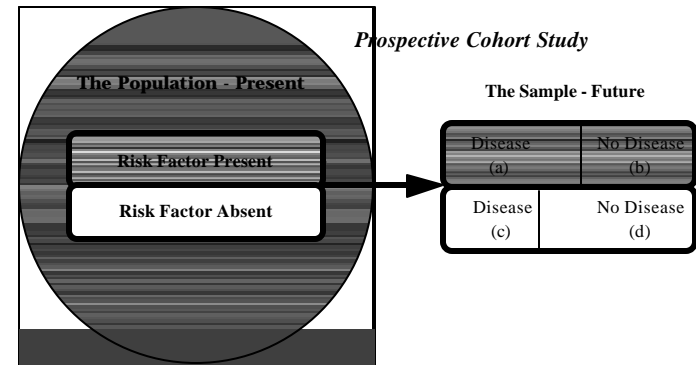 Prospective Cohort Study
The Population - Present
The Sample - Future
Risk Factor Present
Risk Factor Absent
Disease
(a)
No Disease
(b)
Disease
(c)
No Disease
(d)